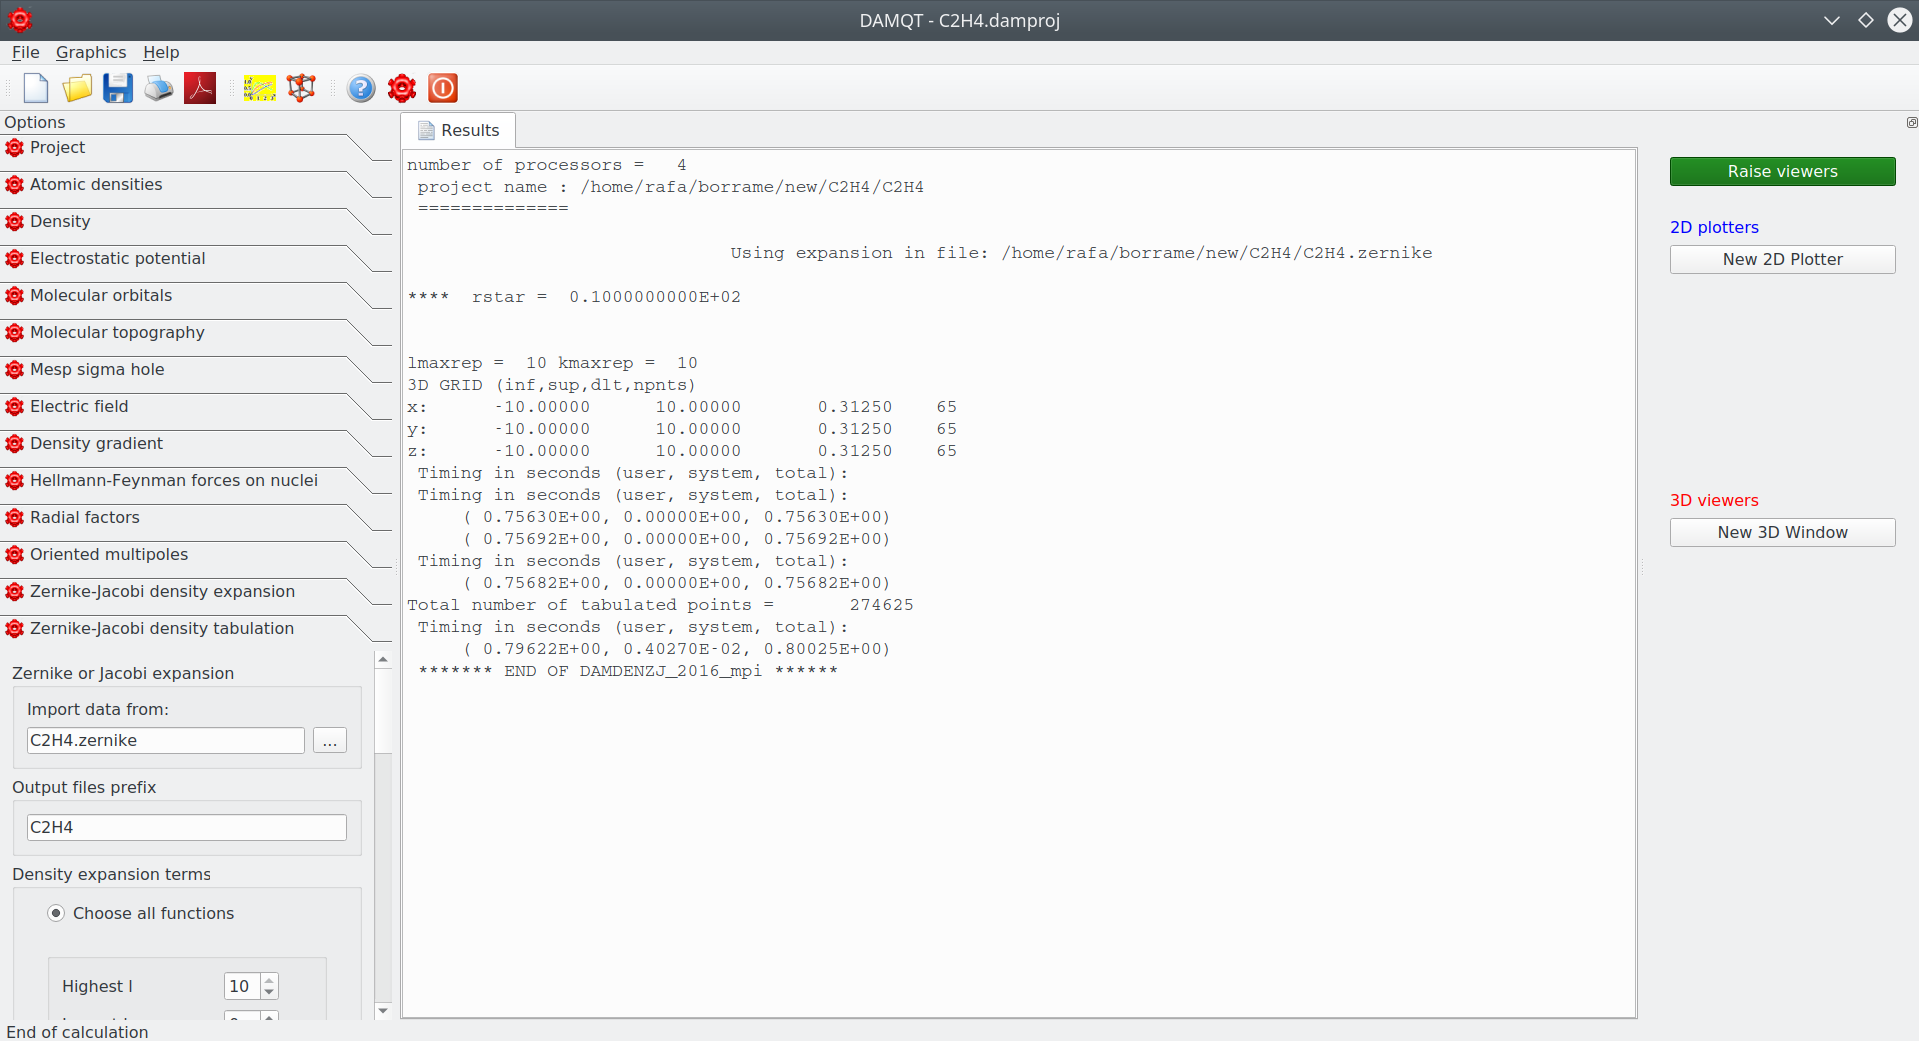 DAMQT - C2H4.damproj
File Graphics Help
Options
Project
Atomic densities
Density
Electrostatic potential
Molecular orbitals
Molecular topography
Mesp sigma hole
Electric field
Density gradient
Hellmann-Feynman forces on nuclei
Radial factors
Oriented multipoles
Zernike-Jacobi density expansion
Zernike-Jacobi density tabulation
Zernike or Jacobi expansion
Import data from:
C2H4.zernike
...
Output files prefix
C2H4
Density expansion terms
Choose all functions
Highest l
10
End of calculation
Results
number of processors = 4
project name : /home/rafa/borrame/new/C2H4/C2H4
==============
Using expansion in file: /home/rafa/borrame/new/C2H4/C2H4.zernike
**** rstar = 0.1000000000E+02
lmaxrep = 10 kmaxrep = 10
3D GRID (inf,sup,dlt,npnts)
x: -10.00000 10.00000 0.31250 65
y: -10.00000 10.00000 0.31250 65
z: -10.00000 10.00000 0.31250 65
Timing in seconds (user, system, total):
Timing in seconds (user, system, total):
( 0.75630E+00, 0.00000E+00, 0.75630E+00)
( 0.75692E+00, 0.00000E+00, 0.75692E+00)
Timing in seconds (user, system, total):
( 0.75682E+00, 0.00000E+00, 0.75682E+00)
Total number of tabulated points = 274625
Timing in seconds (user, system, total):
( 0.79622E+00, 0.40270E-02, 0.80025E+00)
******* END OF DAMDENZJ_2016_mpi ******
Raise viewers
2D plotters
New 2D Plotter
3D viewers
New 3D Window